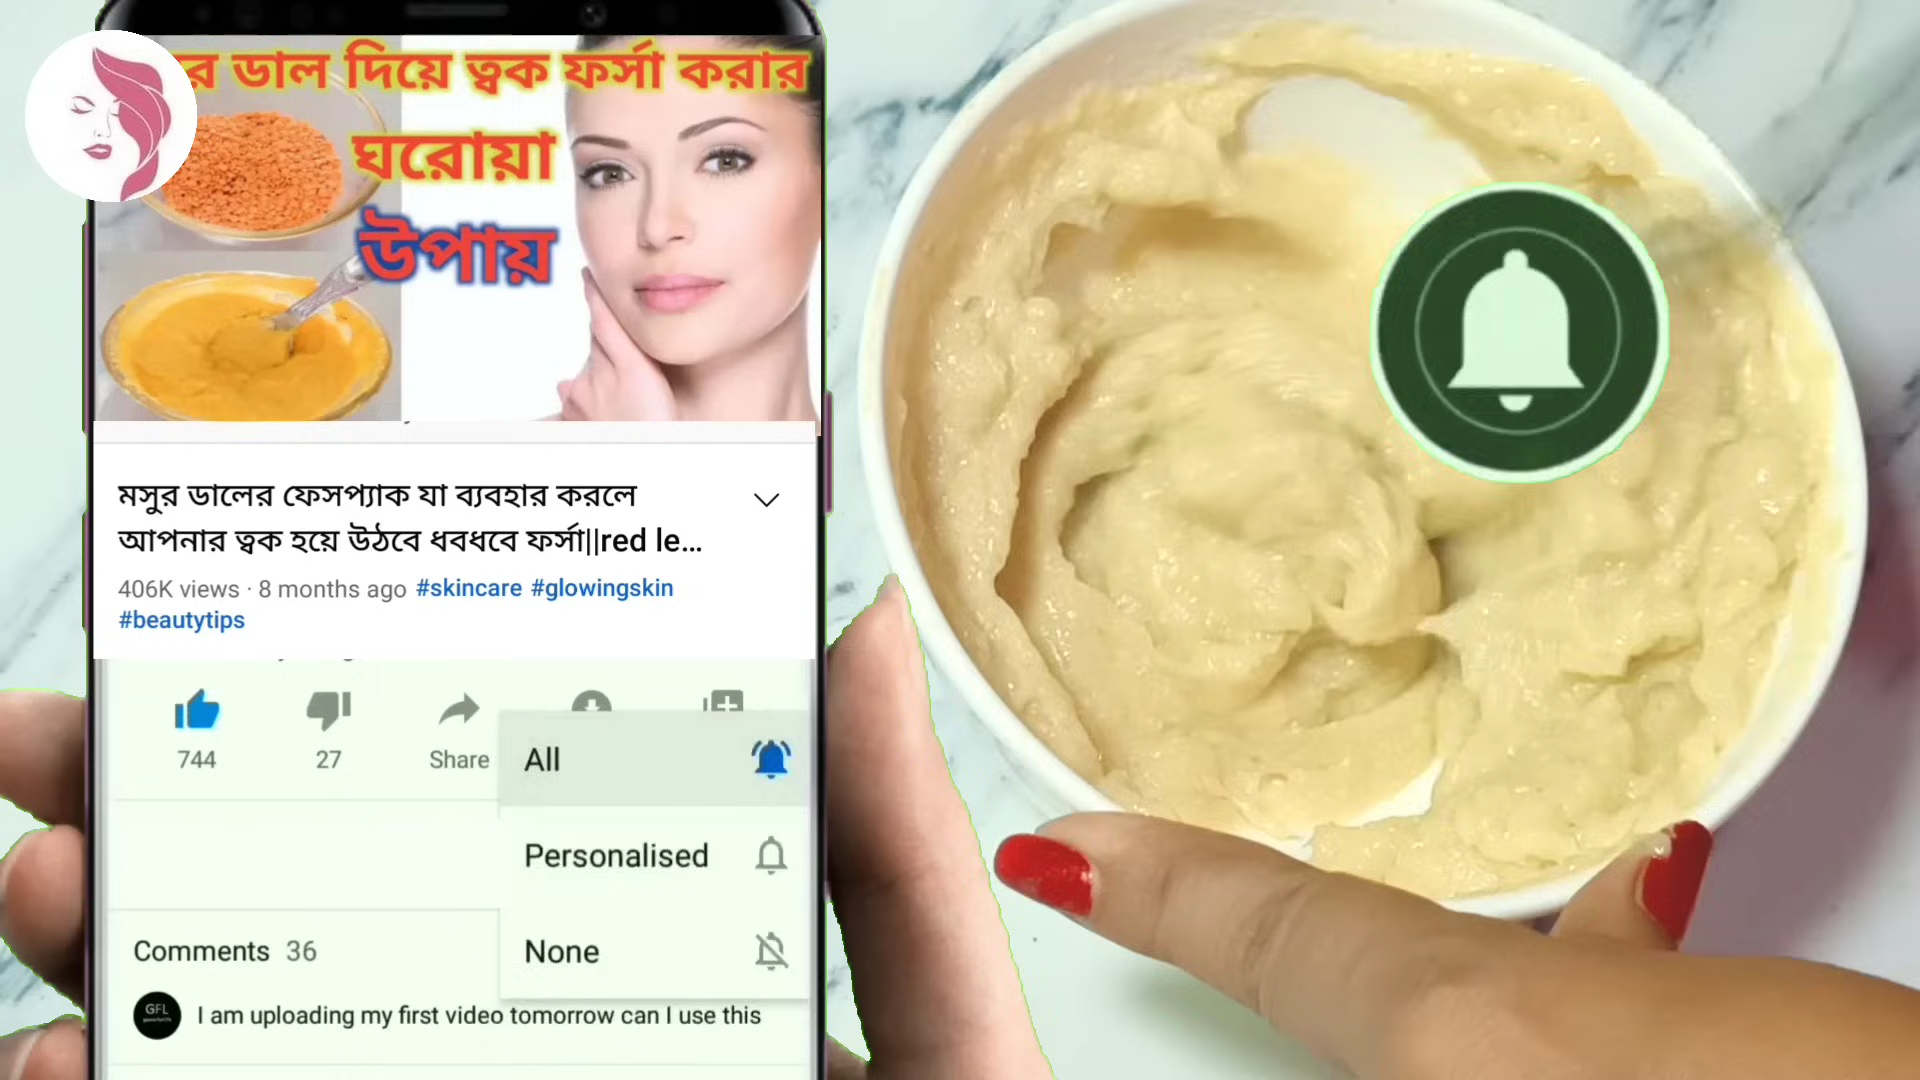 র ডাল দিয়ে ত্বক ফর্সা করার
ঘরোয়া
উপায়
মসুর ডালের ফেসপ্যাক যা ব্যবহার করলে
আপনার ত্বক হয়ে উঠবে ধবধবে ফর্সা||red le...
406K views · 8 months ago #skincare #glowingskin
#beautytips
744
27
Share
All
Personalised
None
Comments 36
GFL
I am uploading my first video tomorrow can I use this